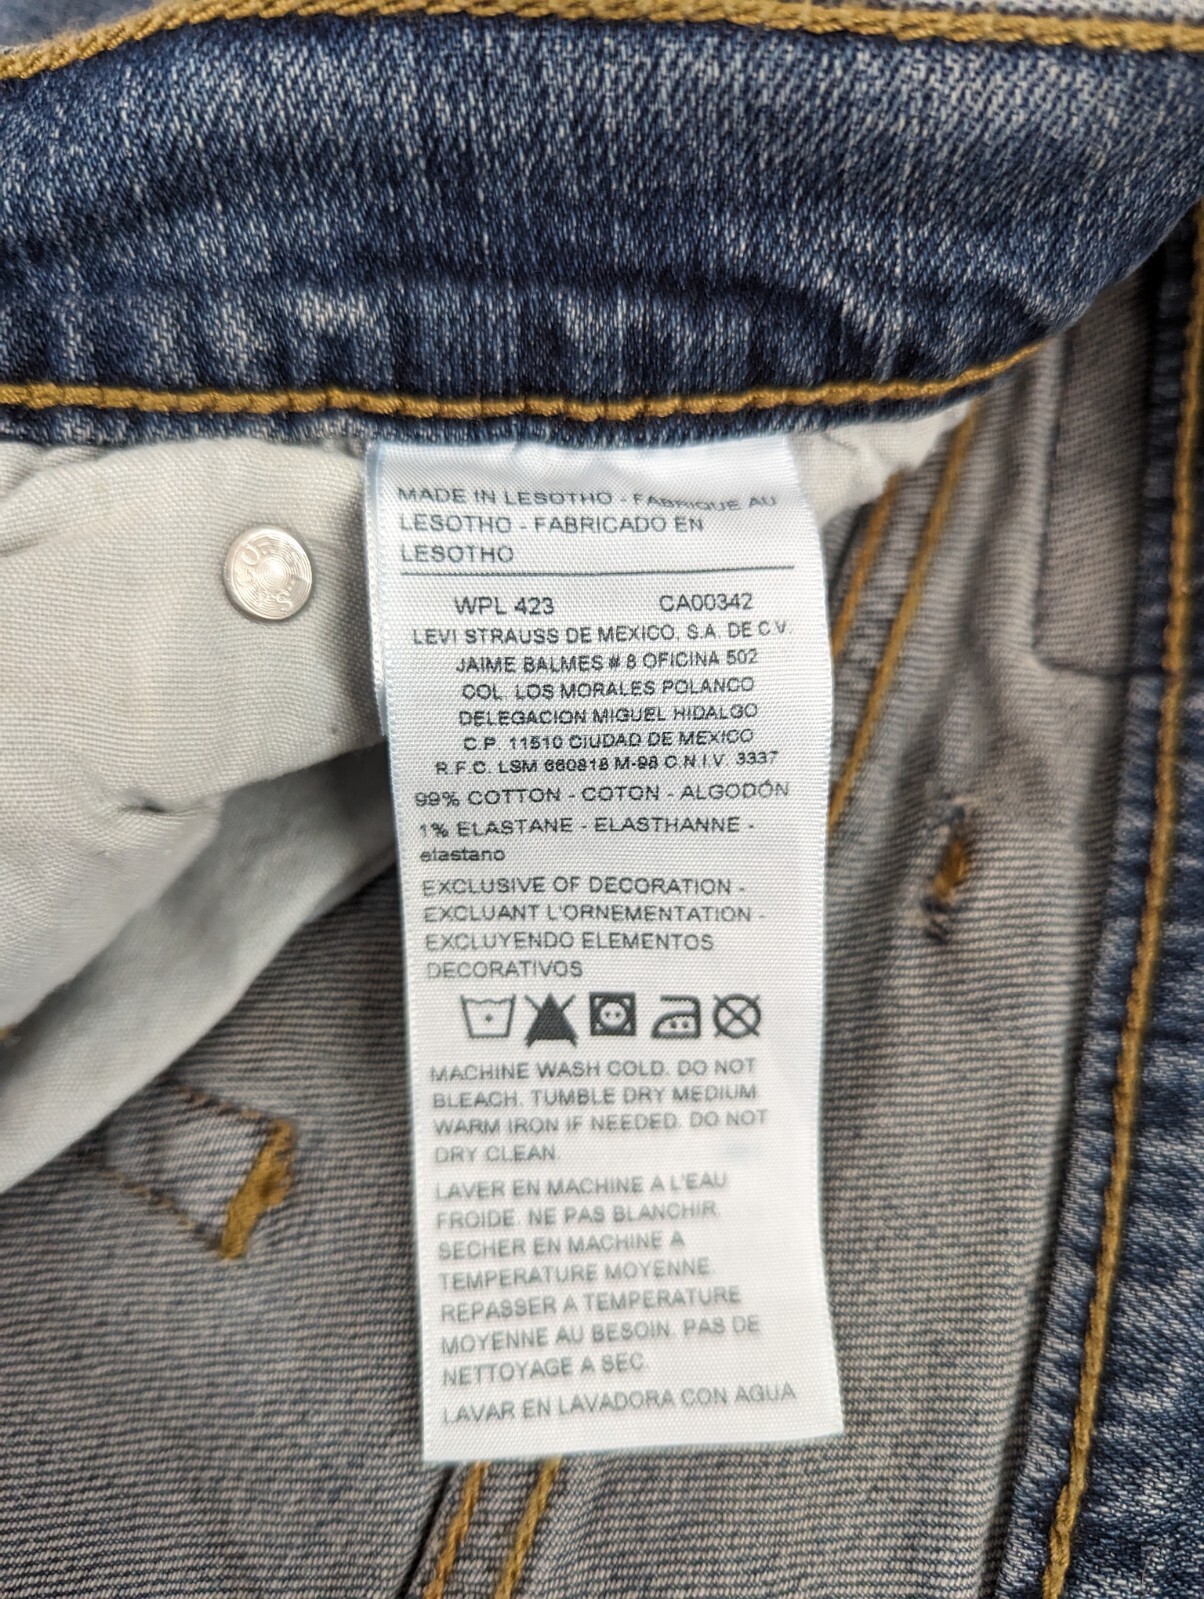 MADE IN LESOTHO - FABRIQUE AU
LESOTHO - FABRICADO EN
LESOTHO
WPL 423 CA00342
LEVI STRAUSS DE MEXICO, S.A. DE C.V.
JAIME BALMES # 8 OFICINA 502
COL. LOS MORALES POLANCO
DELEGACION MIGUEL HIDALGO
C.P. 11510 CIUDAD DE MEXICO
R.F.C. LSM 660818 M-98 C.N.I.V. 3337
99% COTTON - COTON - ALGODÓN
1% ELASTANE - ELASTHANNE -
elastano
EXCLUSIVE OF DECORATION -
EXCLUANT L'ORNEMENTATION -
EXCLUYENDO ELEMENTOS
DECORATIVOS
MACHINE WASH COLD. DO NOT
BLEACH. TUMBLE DRY MEDIUM.
WARM IRON IF NEEDED. DO NOT
DRY CLEAN.
LAVER EN MACHINE A L'EAU
FROIDE. NE PAS BLANCHIR.
SECHER EN MACHINE A
TEMPERATURE MOYENNE.
REPASSER A TEMPERATURE
MOYENNE AU BESOIN. PAS DE
NETTOYAGE A SEC.
LAVAR EN LAVADORA CON AGUA